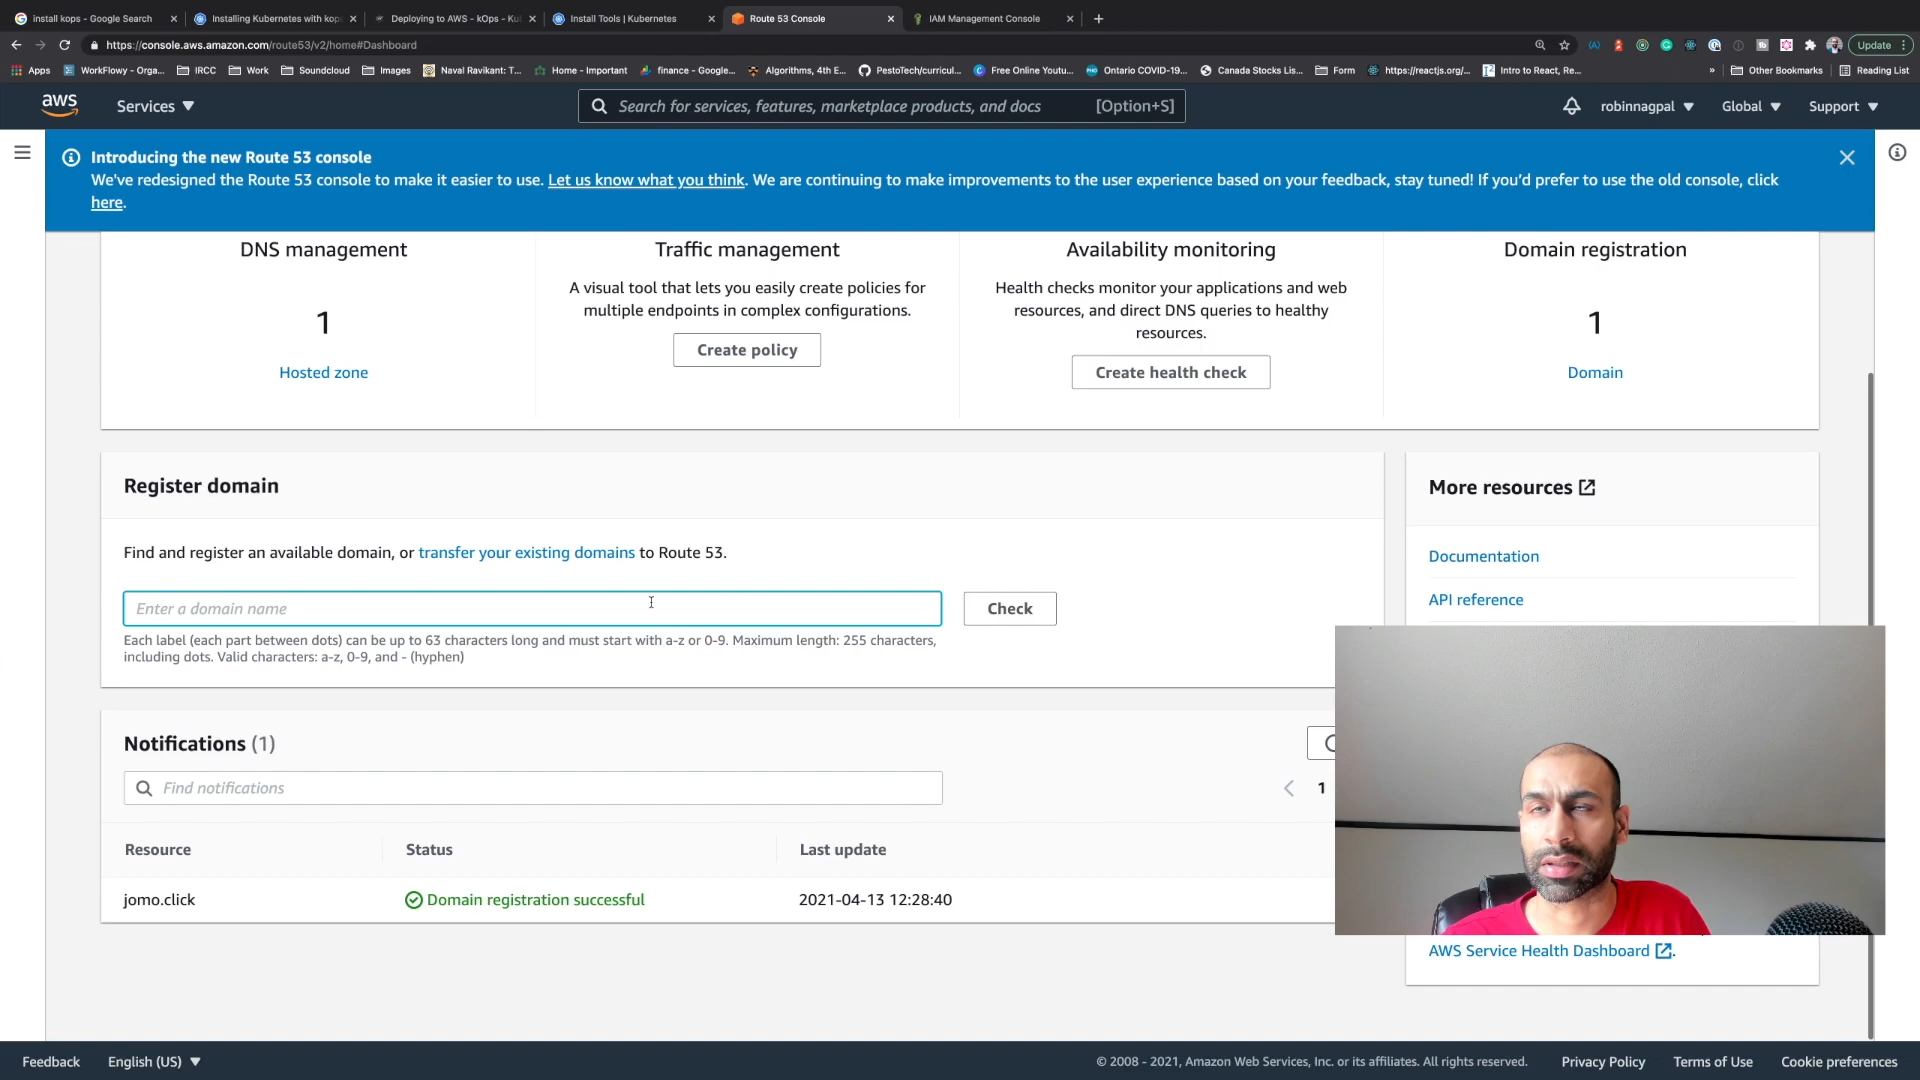 install kops - Google Search
Installing Kubernetes with kops
Deploying to AWS - kOps - Ku
Install Tools | Kubernetes
Route 53 Console
IAM Management Console
https://console.aws.amazon.com/route53/v2/home#Dashboard
Update
Apps
WorkFlowy - Orga...
IRCC
Work
Soundcloud
Images
Naval Ravikant: T...
Home - Important
finance - Google...
Algorithms, 4th E...
PestoTech/curricul...
Free Online Youtu...
Ontario COVID-19...
Canada Stocks Lis...
Form
https://reactjs.org/...
Intro to React, Re...
»
Other Bookmarks
Reading List
aws
Services
Search for services, features, marketplace products, and docs
[Option+S]
robinnagpal
Global
Support
Introducing the new Route 53 console
We've redesigned the Route 53 console to make it easier to use. Let us know what you think. We are continuing to make improvements to the user experience based on your feedback, stay tuned! If you'd prefer to use the old console, click
here.
DNS management
1
Hosted zone
Traffic management
A visual tool that lets you easily create policies for
multiple endpoints in complex configurations.
Create policy
Availability monitoring
Health checks monitor your applications and web
resources, and direct DNS queries to healthy
resources.
Create health check
Domain registration
1
Domain
Register domain
Find and register an available domain, or transfer your existing domains to Route 53.
Enter a domain name
Check
Each label (each part between dots) can be up to 63 characters long and must start with a-z or 0-9. Maximum length: 255 characters,
including dots. Valid characters: a-z, 0-9, and - (hyphen)
More resources
Documentation
API reference
Notifications (1)
Find notifications
1
Resource
Status
Last update
jomo.click
Domain registration successful
2021-04-13 12:28:40
AWS Service Health Dashboard .
Feedback
English (US)
© 2008 - 2021, Amazon Web Services, Inc. or its affiliates. All rights reserved.
Privacy Policy
Terms of Use
Cookie preferences